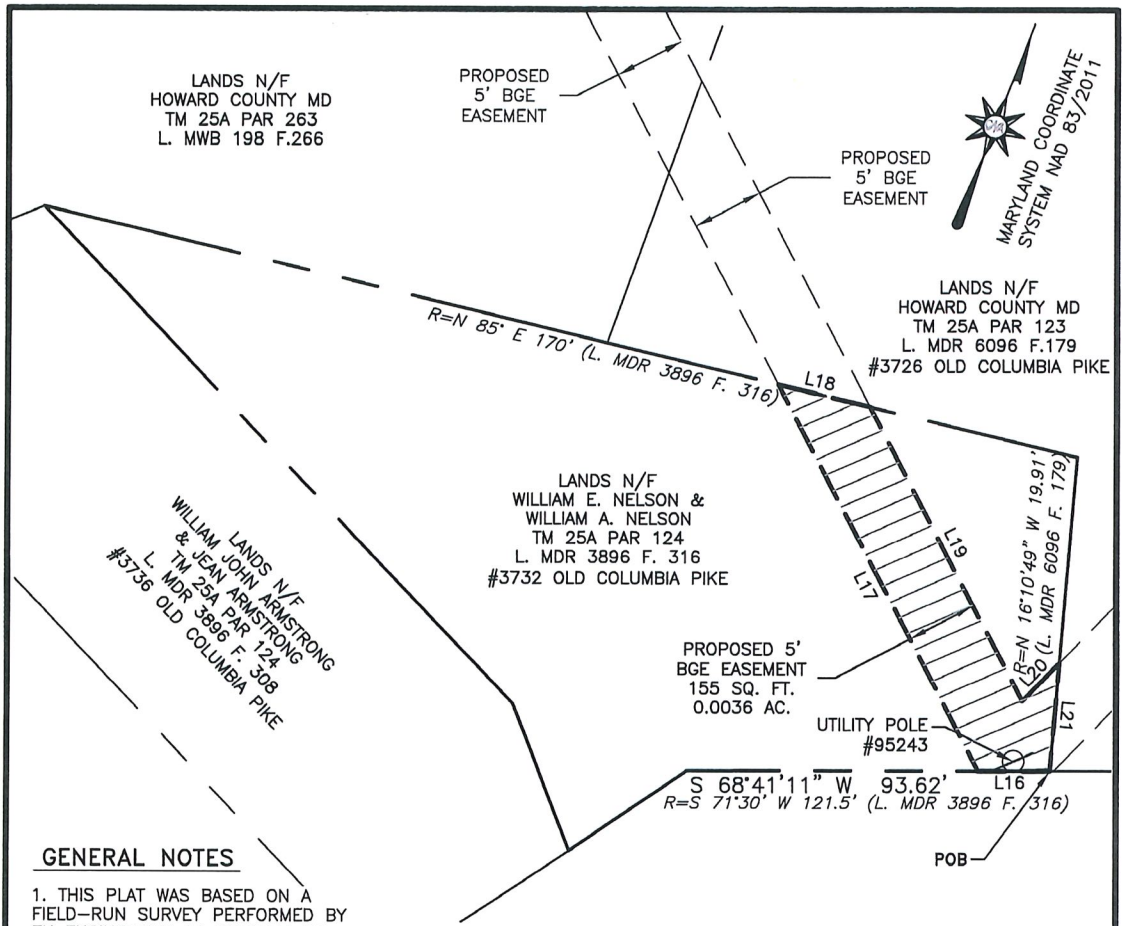 LANDS N/F
HOWARD COUNTY MD
TM 25A PAR 263
L. MWB 198 F.266
PROPOSED
5' BGE
EASEMENT
PROPOSED
5' BGE
EASEMENT
MARYLAND COORDINATE
SYSTEM NAD 83/2011
LANDS N/F
HOWARD COUNTY MD
TM 25A PAR 123
L. MDR 6096 F.179
#3726 OLD COLUMBIA PIKE
R=N 85° E 170' (L. MDR 3896 F. 316)
L18
LANDS N/F
WILLIAM E. NELSON &
WILLIAM A. NELSON
TM 25A PAR 124
L. MDR 3896 F. 316
#3732 OLD COLUMBIA PIKE
LANDS N/F
WILLIAM JOHN ARMSTRONG
& JEAN ARMSTRONG
TM 25A PAR 124
L. MDR 3896 F. 308
#3736 OLD COLUMBIA PIKE
L17
L19
R=N 16°10'49" W 19.91'
(L. MDR 6096 F. 179)
L20
L21
PROPOSED 5'
BGE EASEMENT
155 SQ. FT.
0.0036 AC.
UTILITY POLE
#95243
L16
S 68°41'11" W 93.62'
R=S 71°30' W 121.5' (L. MDR 3896 F. 316)
POB
GENERAL NOTES
1. THIS PLAT WAS BASED ON A
FIELD-RUN SURVEY PERFORMED BY